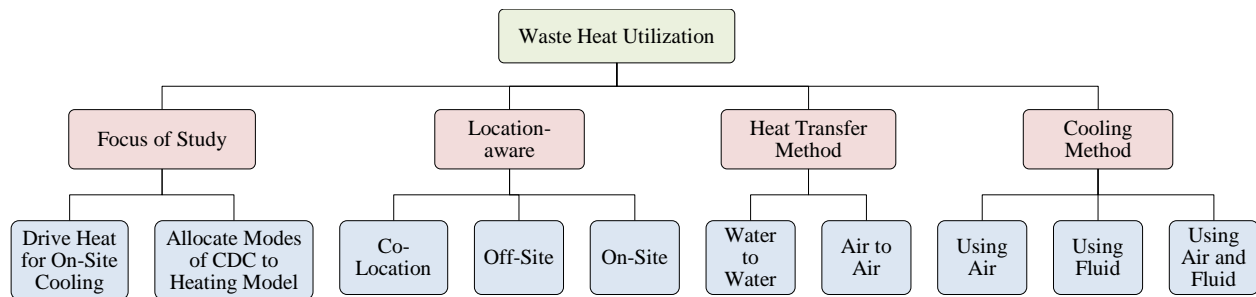 Waste Heat Utilization
Focus of Study
Location-
aware
Heat Transfer
Method
Cooling
Method
Drive Heat
for On-Site
Cooling
Allocate Modes
of CDC to
Heating Model
Co-
Location
Off-Site
On-Site
Water
to
Water
Air to
Air
Using
Air
Using
Fluid
Using
Air and
Fluid